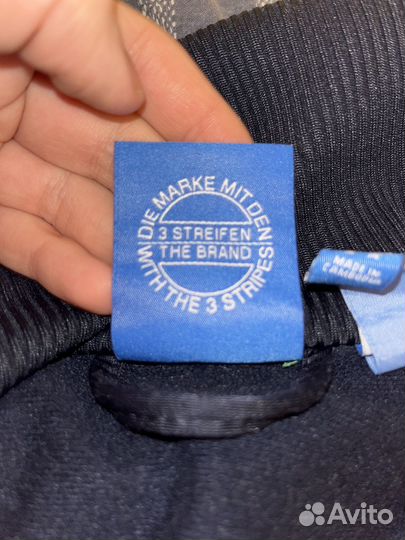 DIE MARKE MIT DEN
3 STREIFEN
THE BRAND
WITH THE 3 STRIPES
MADE IN
CAMBODIA
Avito